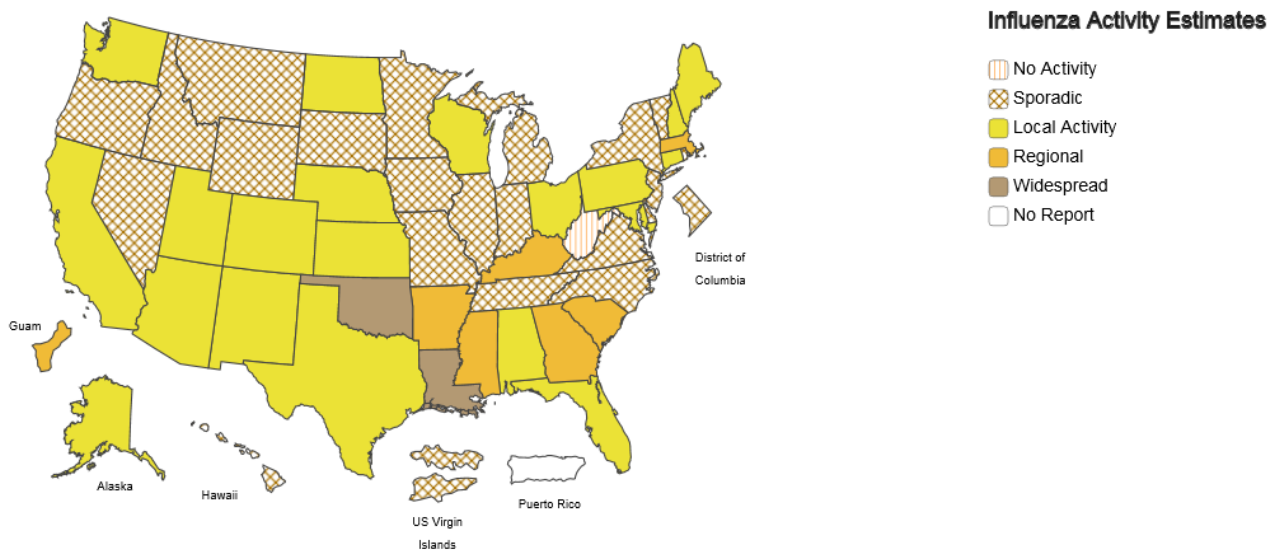 Influenza Activity Estimates
No Activity
Sporadic
Local Activity
Regional
Widespread
No Report
District of
Columbia
Guam
Alaska
Hawaii
US Virgin
Islands
Puerto Rico